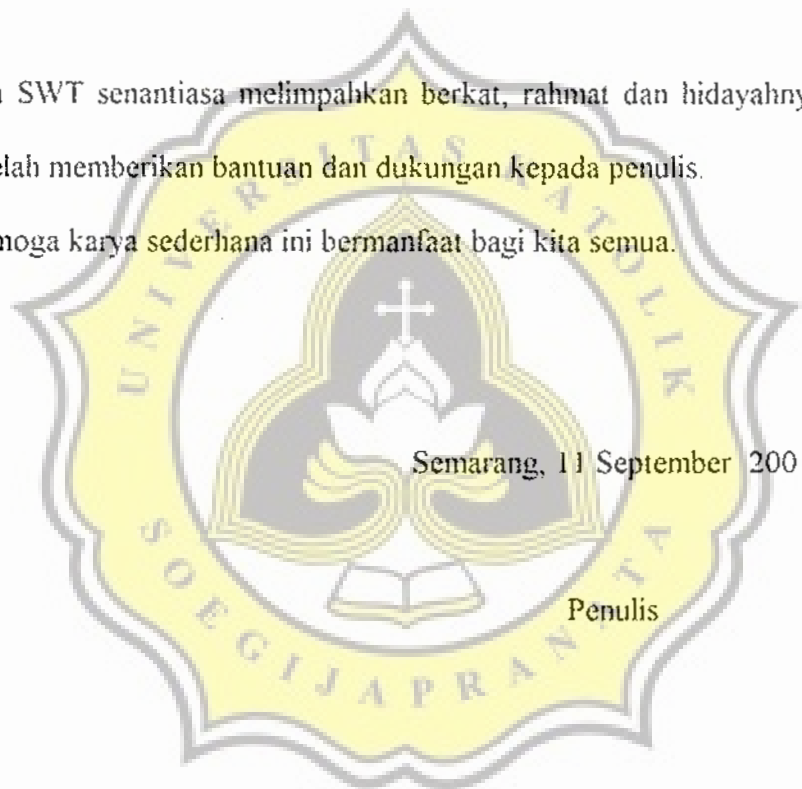 SWT senantiasa melimpahkan berkat, rahmat dan hidayahny
elah memberikan bantuan dan dukungan kepada penulis.
noga karya sederhana ini bermanfaat bagi kita semua.
Semarang, 11 September 200
Penulis
UNIVERSITAS KATOLIK
SOEGIJAPRANATA